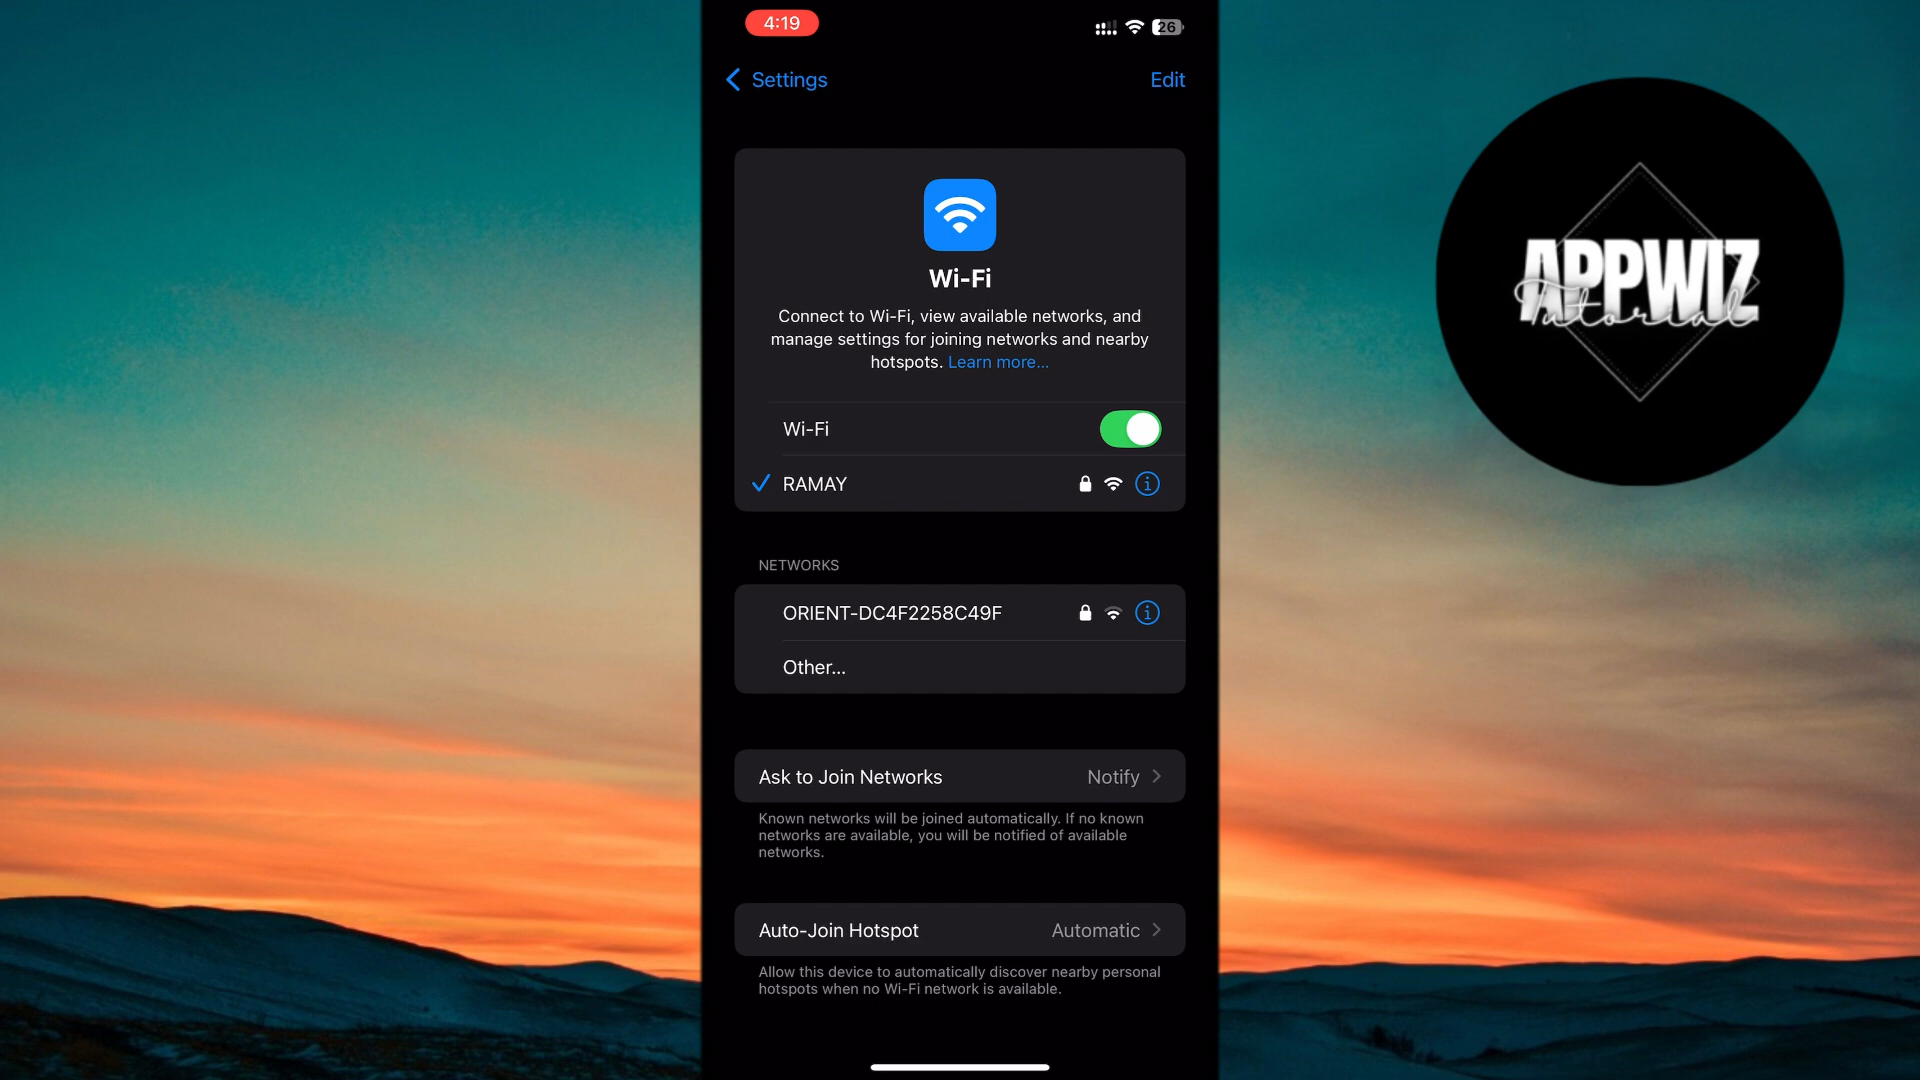 4:19
26
Settings
Edit
Wi-Fi
Connect to Wi-Fi, view available networks, and
manage settings for joining networks and nearby
hotspots. Learn more...
Wi-Fi
RAMAY
NETWORKS
ORIENT-DC4F2258C49F
Other...
Ask to Join Networks
Notify
Known networks will be joined automatically. If no known
networks are available, you will be notified of available
networks.
Auto-Join Hotspot
Automatic
Allow this device to automatically discover nearby personal
hotspots when no Wi-Fi network is available.
APPWIZ
Tutorial